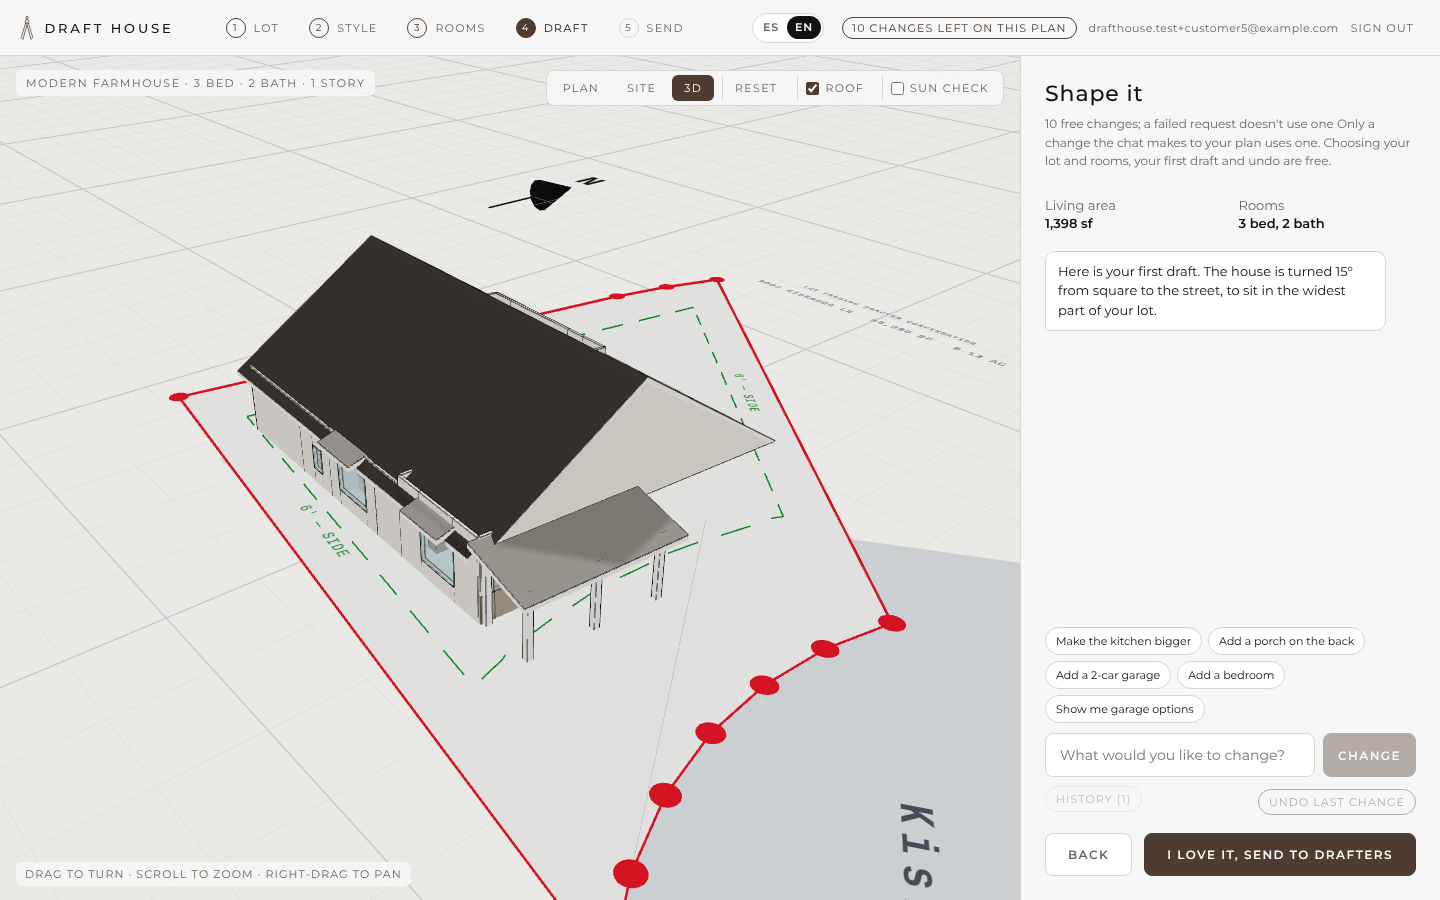 DRAFT HOUSE
1 LOT
2 STYLE
3 ROOMS
4 DRAFT
5 SEND
ES EN
10 CHANGES LEFT ON THIS PLAN
drafthouse.test+customer5@example.com
SIGN OUT
MODERN FARMHOUSE · 3 BED · 2 BATH · 1 STORY
PLAN SITE 3D RESET ROOF SUN CHECK
N
6' - SIDE
6' - SIDE
Kis
DRAG TO TURN · SCROLL TO ZOOM · RIGHT-DRAG TO PAN
Shape it
10 free changes; a failed request doesn't use one Only a
change the chat makes to your plan uses one. Choosing your
lot and rooms, your first draft and undo are free.
Living area
1,398 sf
Rooms
3 bed, 2 bath
Here is your first draft. The house is turned 15°
from square to the street, to sit in the widest
part of your lot.
Make the kitchen bigger
Add a porch on the back
Add a 2-car garage
Add a bedroom
Show me garage options
What would you like to change?
CHANGE
HISTORY (1)
UNDO LAST CHANGE
BACK
I LOVE IT, SEND TO DRAFTERS